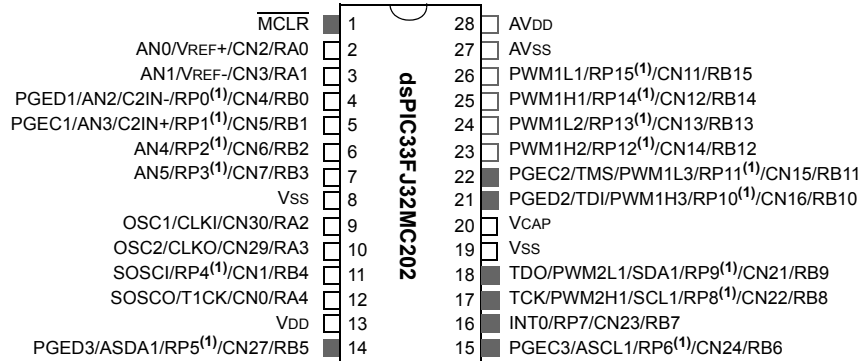 MCLR 1 28 AVDD
AN0/VREF+/CN2/RA0 2 27 AVSS
AN1/VREF-/CN3/RA1 3 26 PWM1L1/RP15(1)/CN11/RB15
PGED1/AN2/C2IN-/RP0(1)/CN4/RB0 4 25 PWM1H1/RP14(1)/CN12/RB14
PGEC1/AN3/C2IN+/RP1(1)/CN5/RB1 5 24 PWM1L2/RP13(1)/CN13/RB13
AN4/RP2(1)/CN6/RB2 6 23 PWM1H2/RP12(1)/CN14/RB12
AN5/RP3(1)/CN7/RB3 7 22 PGEC2/TMS/PWM1L3/RP11(1)/CN15/RB11
VSS 8 21 PGED2/TDI/PWM1H3/RP10(1)/CN16/RB10
OSC1/CLKI/CN30/RA2 9 20 VCAP
OSC2/CLKO/CN29/RA3 10 19 VSS
SOSCI/RP4(1)/CN1/RB4 11 18 TDO/PWM2L1/SDA1/RP9(1)/CN21/RB9
SOSCO/T1CK/CN0/RA4 12 17 TCK/PWM2H1/SCL1/RP8(1)/CN22/RB8
VDD 13 16 INT0/RP7/CN23/RB7
PGED3/ASDA1/RP5(1)/CN27/RB5 14 15 PGEC3/ASCL1/RP6(1)/CN24/RB6
dsPIC33FJ32MC202